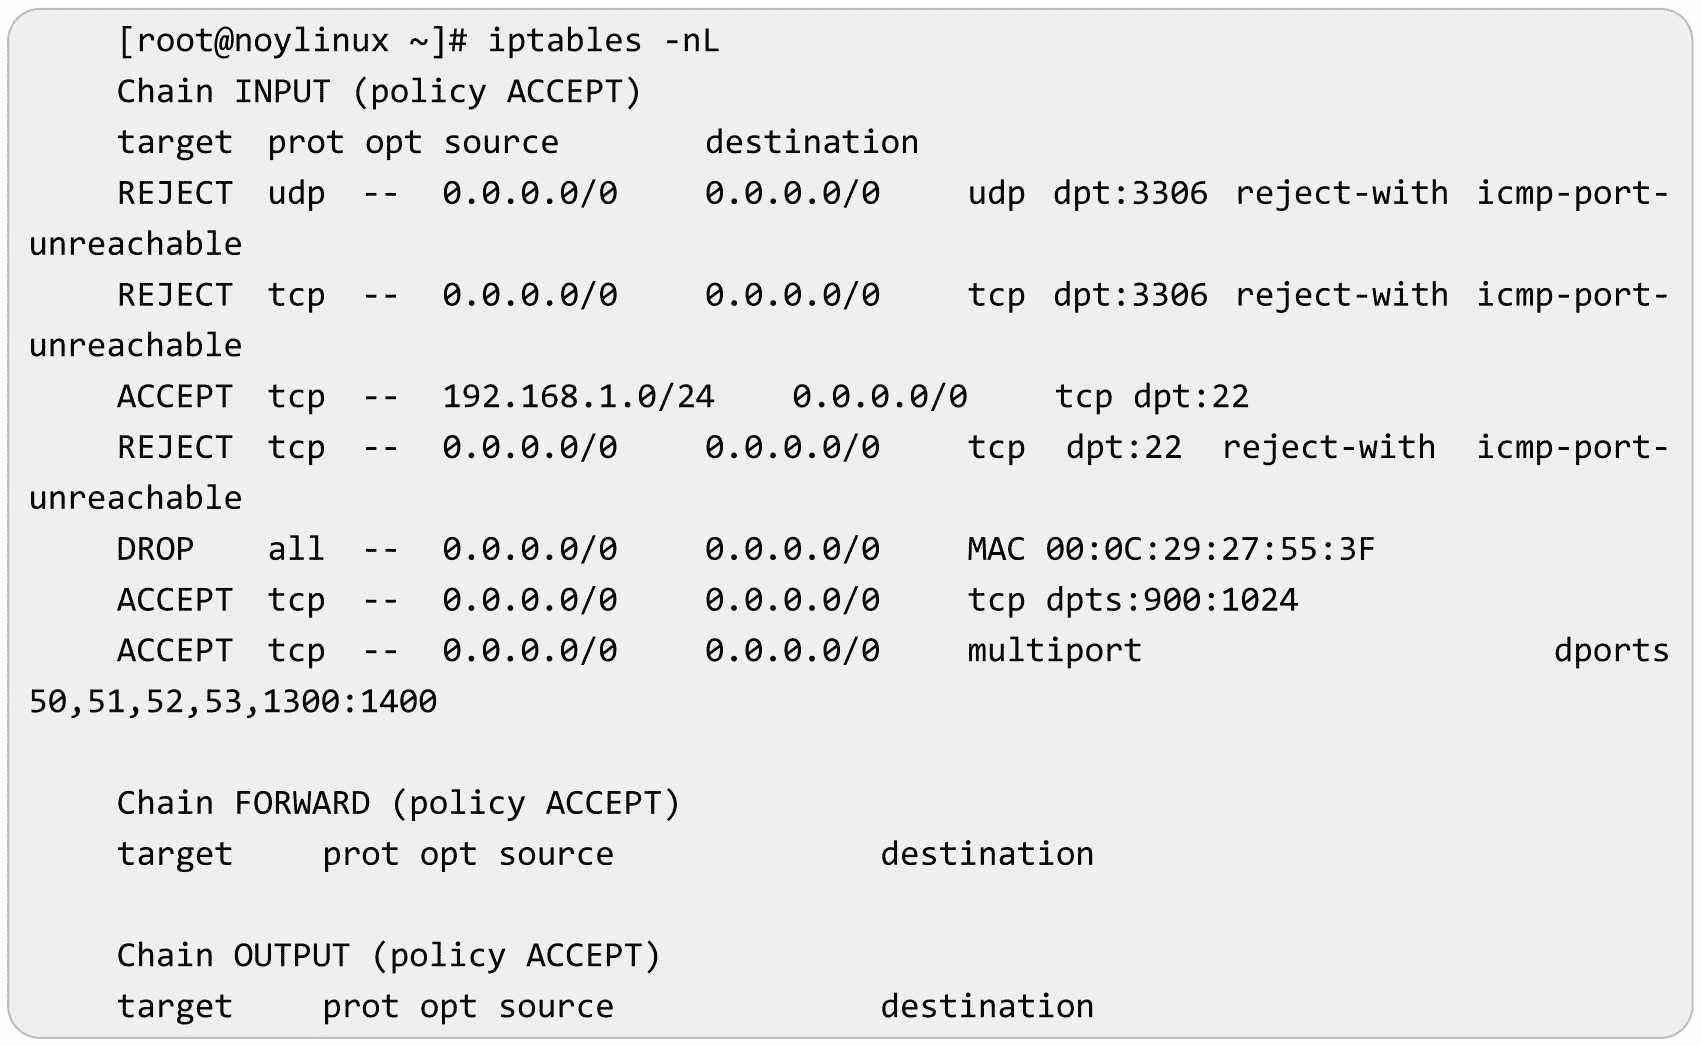 [root@noylinux ~]# iptables -nL
Chain INPUT (policy ACCEPT)
target prot opt source destination
REJECT udp -- 0.0.0.0/0 0.0.0.0/0 udp dpt:3306 reject-with icmp-port-
unreachable
REJECT tcp -- 0.0.0.0/0 0.0.0.0/0 tcp dpt:3306 reject-with icmp-port-
unreachable
ACCEPT tcp -- 192.168.1.0/24 0.0.0.0/0 tcp dpt:22
REJECT tcp -- 0.0.0.0/0 0.0.0.0/0 tcp dpt:22 reject-with icmp-port-
unreachable
DROP all -- 0.0.0.0/0 0.0.0.0/0 MAC 00:0C:29:27:55:3F
ACCEPT tcp -- 0.0.0.0/0 0.0.0.0/0 tcp dpts:900:1024
ACCEPT tcp -- 0.0.0.0/0 0.0.0.0/0 multiport dports
50,51,52,53,1300:1400
Chain FORWARD (policy ACCEPT)
target prot opt source destination
Chain OUTPUT (policy ACCEPT)
target prot opt source destination